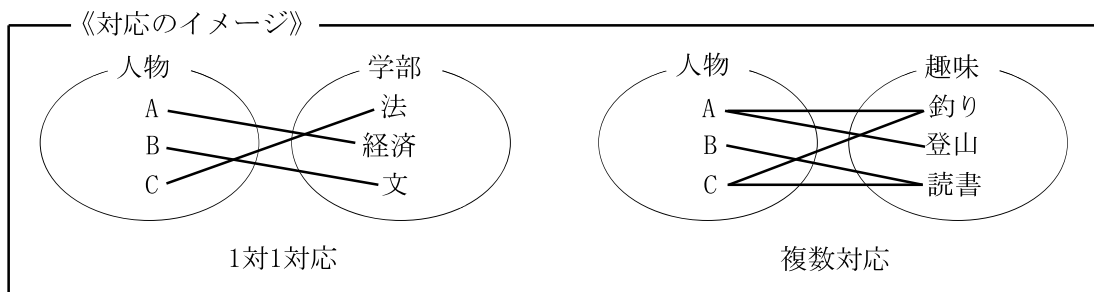 《対応のイメージ》
人物 学部 人物 趣味
A 法 A 釣り
B 経済 B 登山
C 文 C 読書
1対1対応 複数対応